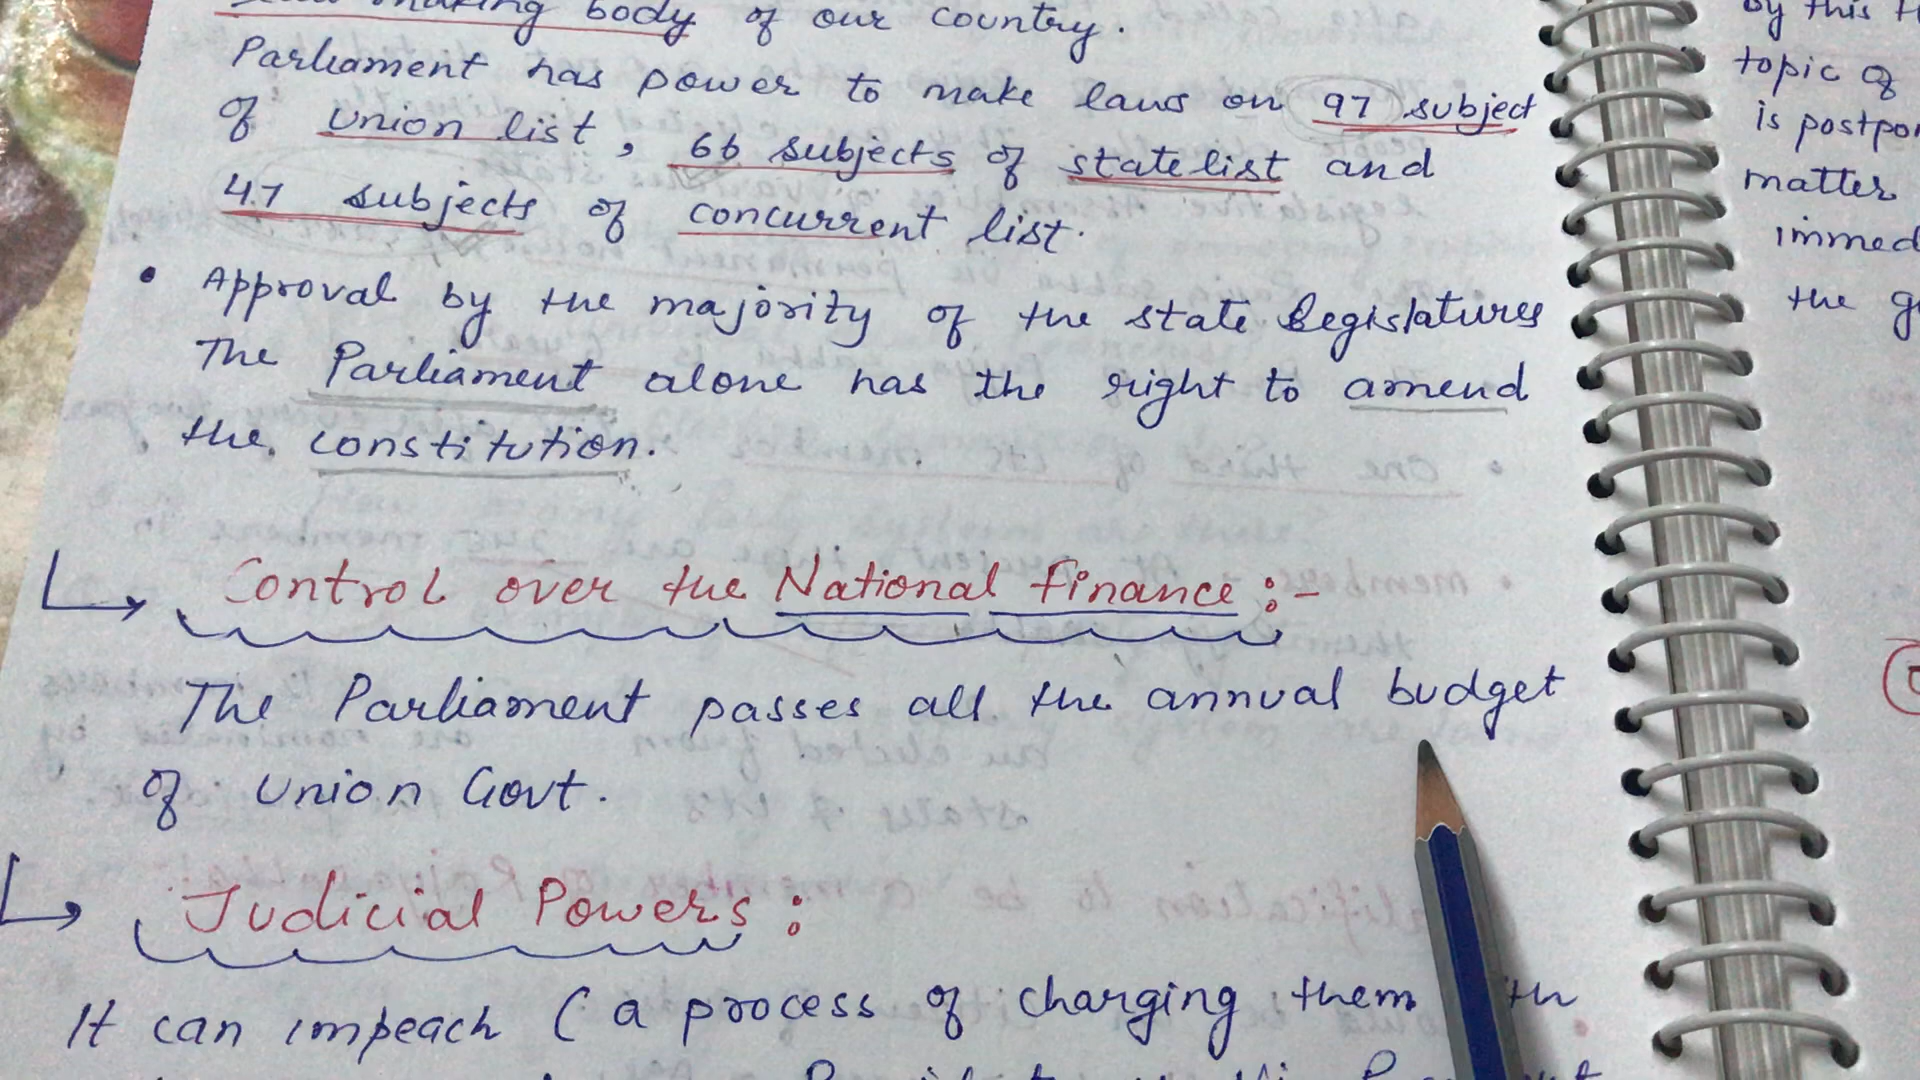 making body of our country.
Parliament has power to make laws on 97 subject
of Union list, 66 subjects of state list and
47 subjects of concurrent list.
• Approval by the majority of the state legislatures
The Parliament alone has the right to amend
the constitution.
Control over the National Finance :-
The Parliament passes all the annual budget
of Union Govt.
Judicial Powers :
It can impeach ( a process of charging them
by this
topic of
is
matter
the